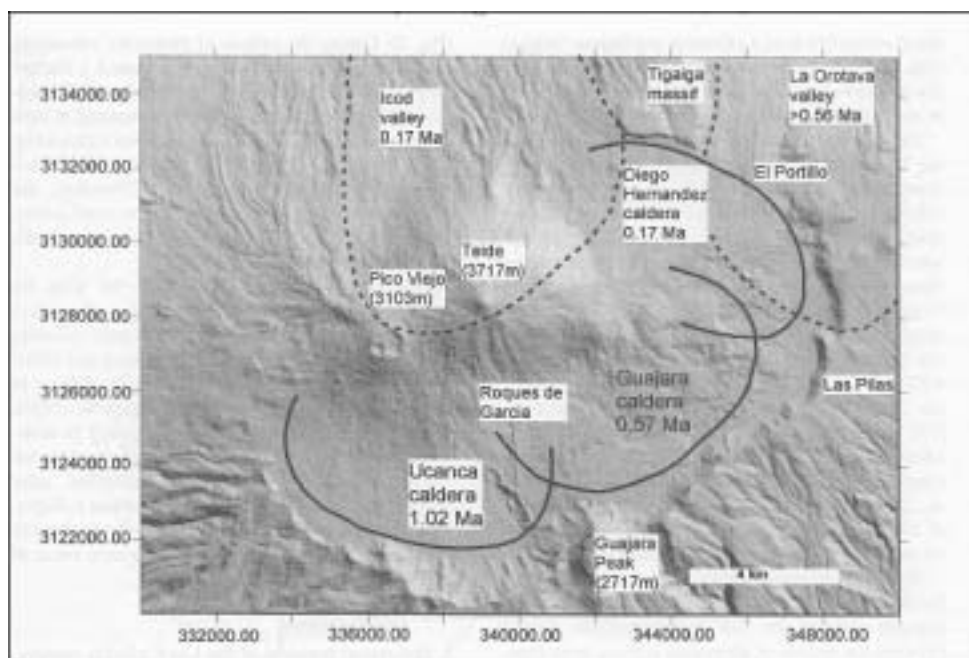 3134000.00
3132000.00
3130000.00
3128000.00
3126000.00
3124000.00
3122000.00
Icod
valley
0.17 Ma
Tigaiga
massif
La Orotava
valley
>0.56 Ma
El Portillo
Diego
Hernandez
caldera
0.17 Ma
Teide
(3717m)
Pico Viejo
(3103m)
Guajara
caldera
0,57 Ma
Las Pilas
Roques de
Garcia
Ucanca
caldera
1.02 Ma
Guajara
Peak
(2717m)
4 km
332000.00
336000.00
340000.00
344000.00
348000.00